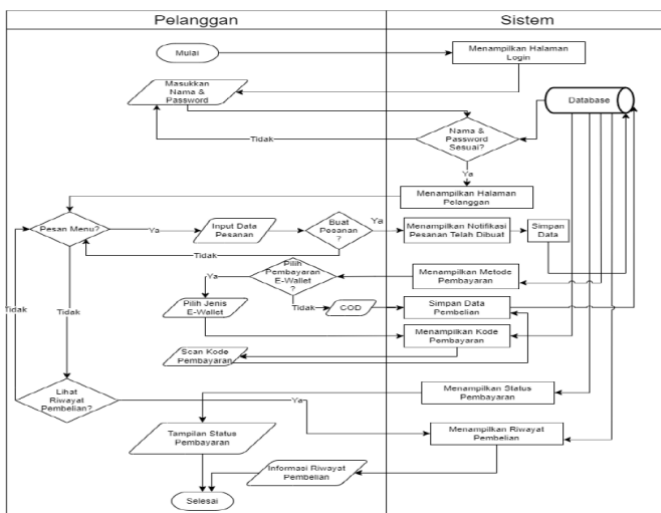 Pelanggan
Sistem
Mulai
Menampilkan Halaman
Login
Masukkan
Nama &
Password
Database
Nama &
Password
Sesuai?
Tidak
Ya
Menampilkan Halaman
Pelanggan
Pesan Menu?
Ya
Input Data
Pesanan
Buat
Pesanan
?
Ya
Menampilkan Notifikasi
Pesanan Telah Dibuat
Simpan
Data
Tidak
Pilih
Pembayaran
E-Wallet
?
Menampilkan Metode
Pembayaran
Ya
Tidak
Tidak
Tidak
Pilih Jenis
E-Wallet
COD
Simpan Data
Pembelian
Menampilkan Kode
Pembayaran
Scan Kode
Pembayaran
Lihat
Riwayat
Pembelian?
Menampilkan Status
Pembayaran
Ya
Tampilan Status
Pembayaran
Menampilkan Riwayat
Pembelian
Informasi Riwayat
Pembelian
Selesai